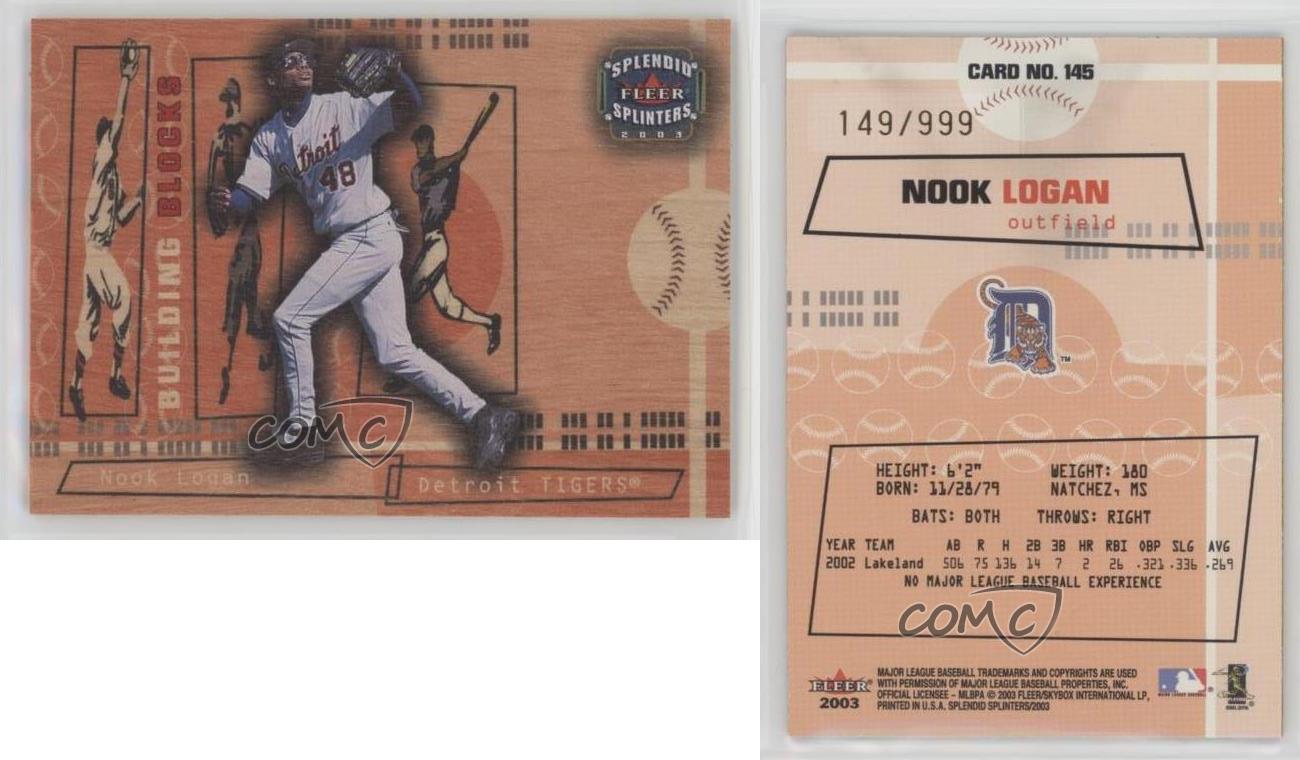 SPLENDID
FLEER
SPLINTERS
2003
BUILDING BLOCKS
Detroit
48
COMC
Nook Logan
Detroit TIGERS®
CARD NO. 145
149/999
NOOK LOGAN
outfield
D
TM
HEIGHT: 6'2" WEIGHT: 180
BORN: 11/28/79 NATCHEZ, MS
BATS: BOTH THROWS: RIGHT
YEAR TEAM AB R H 2B 3B HR RBI OBP SLG AVG
2002 Lakeland 506 75 136 14 7 2 26 .321 .336 .269
NO MAJOR LEAGUE BASEBALL EXPERIENCE
COMC
FLEER
2003
MAJOR LEAGUE BASEBALL TRADEMARKS AND COPYRIGHTS ARE USED
WITH PERMISSION OF MAJOR LEAGUE BASEBALL PROPERTIES, INC.
OFFICIAL LICENSEE – MLBPA © 2003 FLEER/SKYBOX INTERNATIONAL LP,
PRINTED IN U.S.A. SPLENDID SPLINTERS/2003